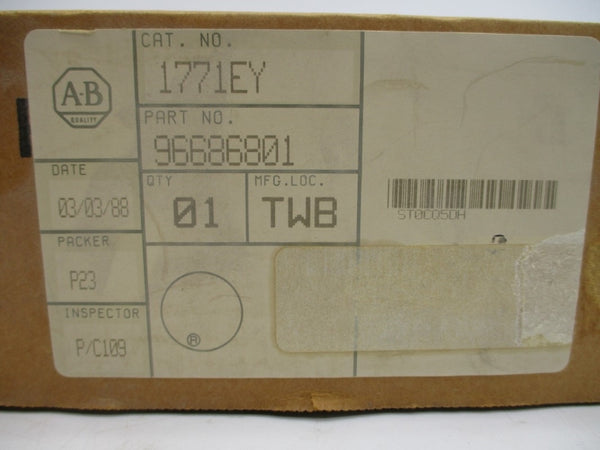 A-B
QUALITY
CAT. NO.
1771EY
PART NO.
96686801
DATE
03/03/88
QTY
01
MFG.LOC.
TWB
PACKER
P23
INSPECTOR
P/C109
®
ST0CQ5DH